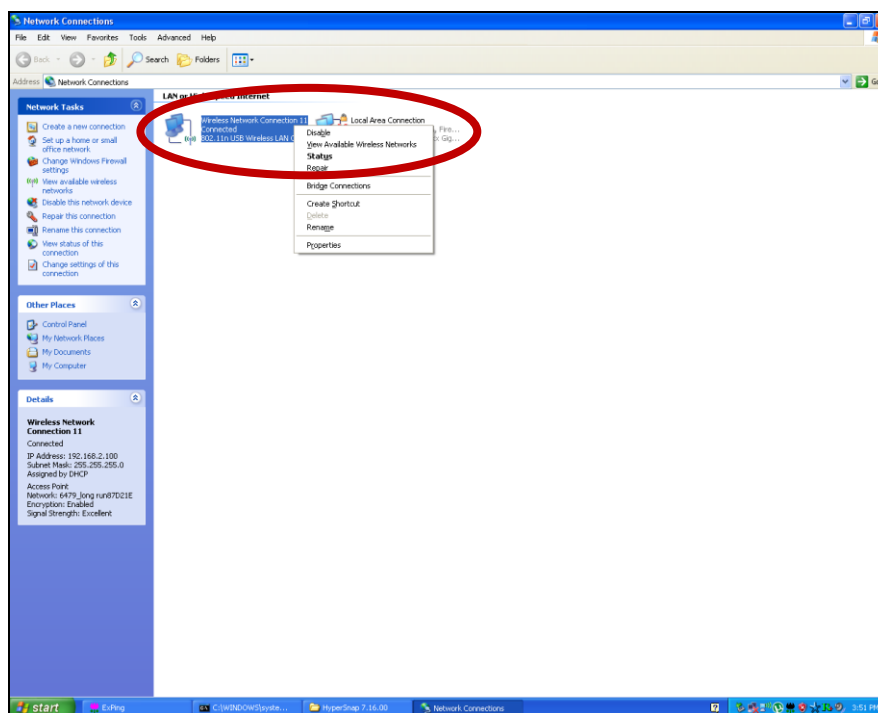 Network Connections
File Edit View Favorites Tools Advanced Help
Back Search Folders
Address Network Connections Go
Network Tasks
Create a new connection
Set up a home or small
office network
Change Windows Firewall
settings
View available wireless
networks
Disable this network device
Repair this connection
Rename this connection
View status of this
connection
Change settings of this
connection
Other Places
Control Panel
My Network Places
My Documents
My Computer
Details
Wireless Network
Connection 11
Connected
IP Address: 192.168.2.100
Subnet Mask: 255.255.255.0
Assigned by DHCP
Access Point
Network: 6479_long run87D21E
Encryption: Enabled
Signal Strength: Excellent
LAN or High-Speed Internet
Wireless Network Connection 11
Connected
802.11n USB Wireless LAN
Local Area Connection
Disable
View Available Wireless Networks
Status
Repair
Bridge Connections
Create Shortcut
Delete
Rename
Properties
start ExPing C:\WINDOWS\syste... HyperSnap 7.16.00 Network Connections 3:51 PM